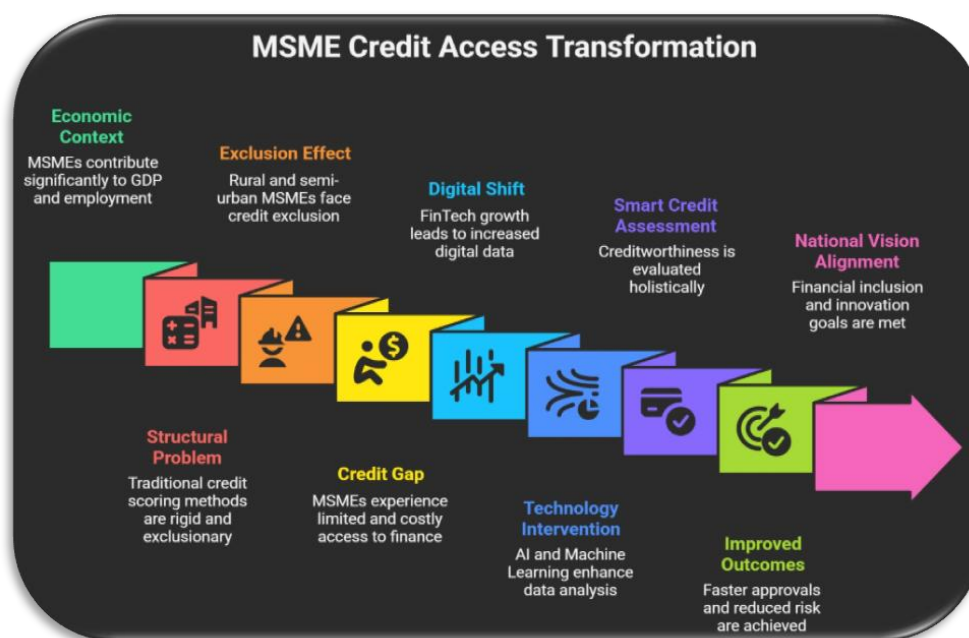 MSME Credit Access Transformation
Economic
Context
MSMEs contribute
significantly to GDP
and employment
Structural
Problem
Traditional credit
scoring methods
are rigid and
exclusionary
Exclusion Effect
Rural and semi-
urban MSMEs face
credit exclusion
Credit Gap
MSMEs experience
limited and costly
access to finance
Digital Shift
FinTech growth
leads to increased
digital data
Technology
Intervention
AI and Machine
Learning enhance
data analysis
Smart Credit
Assessment
Creditworthiness is
evaluated
holistically
Improved
Outcomes
Faster approvals
and reduced risk
are achieved
National Vision
Alignment
Financial inclusion
and innovation
goals are met